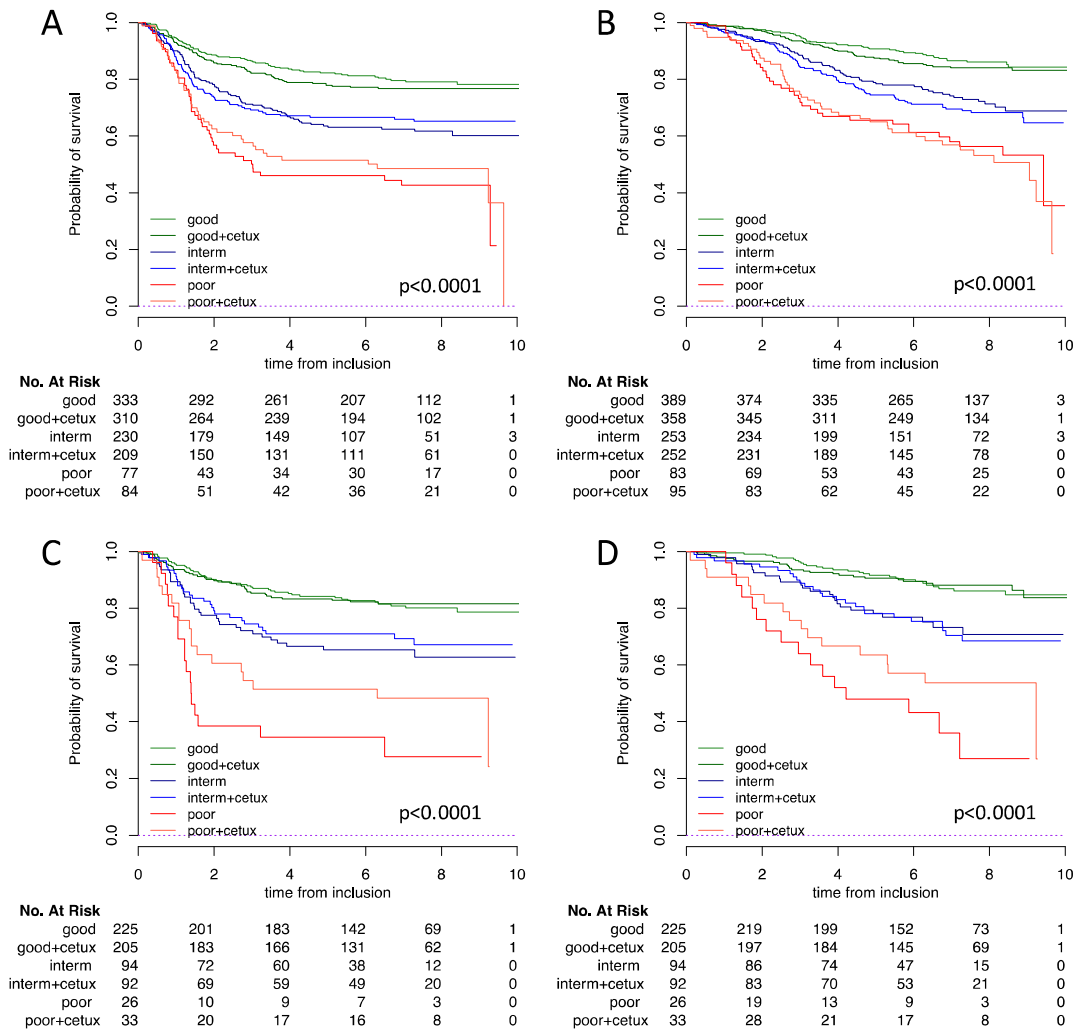 A
Probability of survival
1.0
0.8
0.6
0.4
0.2
0.0
good
good+cetux
interm
interm+cetux
poor
poor+cetux
p<0.0001
0 2 4 6 8 10
time from inclusion
No. At Risk
good 333 292 261 207 112 1
good+cetux 310 264 239 194 102 1
interm 230 179 149 107 51 3
interm+cetux 209 150 131 111 61 0
poor 77 43 34 30 17 0
poor+cetux 84 51 42 36 21 0
B
Probability of survival
1.0
0.8
0.6
0.4
0.2
0.0
good
good+cetux
interm
interm+cetux
poor
poor+cetux
p<0.0001
0 2 4 6 8 10
time from inclusion
No. At Risk
good 389 374 335 265 137 3
good+cetux 358 345 311 249 134 1
interm 253 234 199 151 72 3
interm+cetux 252 231 189 145 78 0
poor 83 69 53 43 25 0
poor+cetux 95 83 62 45 22 0
C
Probability of survival
1.0
0.8
0.6
0.4
0.2
0.0
good
good+cetux
interm
interm+cetux
poor
poor+cetux
p<0.0001
0 2 4 6 8 10
time from inclusion
No. At Risk
good 225 201 183 142 69 1
good+cetux 205 183 166 131 62 1
interm 94 72 60 38 12 0
interm+cetux 92 69 59 49 20 0
poor 26 10 9 7 3 0
poor+cetux 33 20 17 16 8 0
D
Probability of survival
1.0
0.8
0.6
0.4
0.2
0.0
good
good+cetux
interm
interm+cetux
poor
poor+cetux
p<0.0001
0 2 4 6 8 10
time from inclusion
No. At Risk
good 225 219 199 152 73 1
good+cetux 205 197 184 145 69 1
interm 94 86 74 47 15 0
interm+cetux 92 83 70 53 21 0
poor 26 19 13 9 3 0
poor+cetux 33 28 21 17 8 0